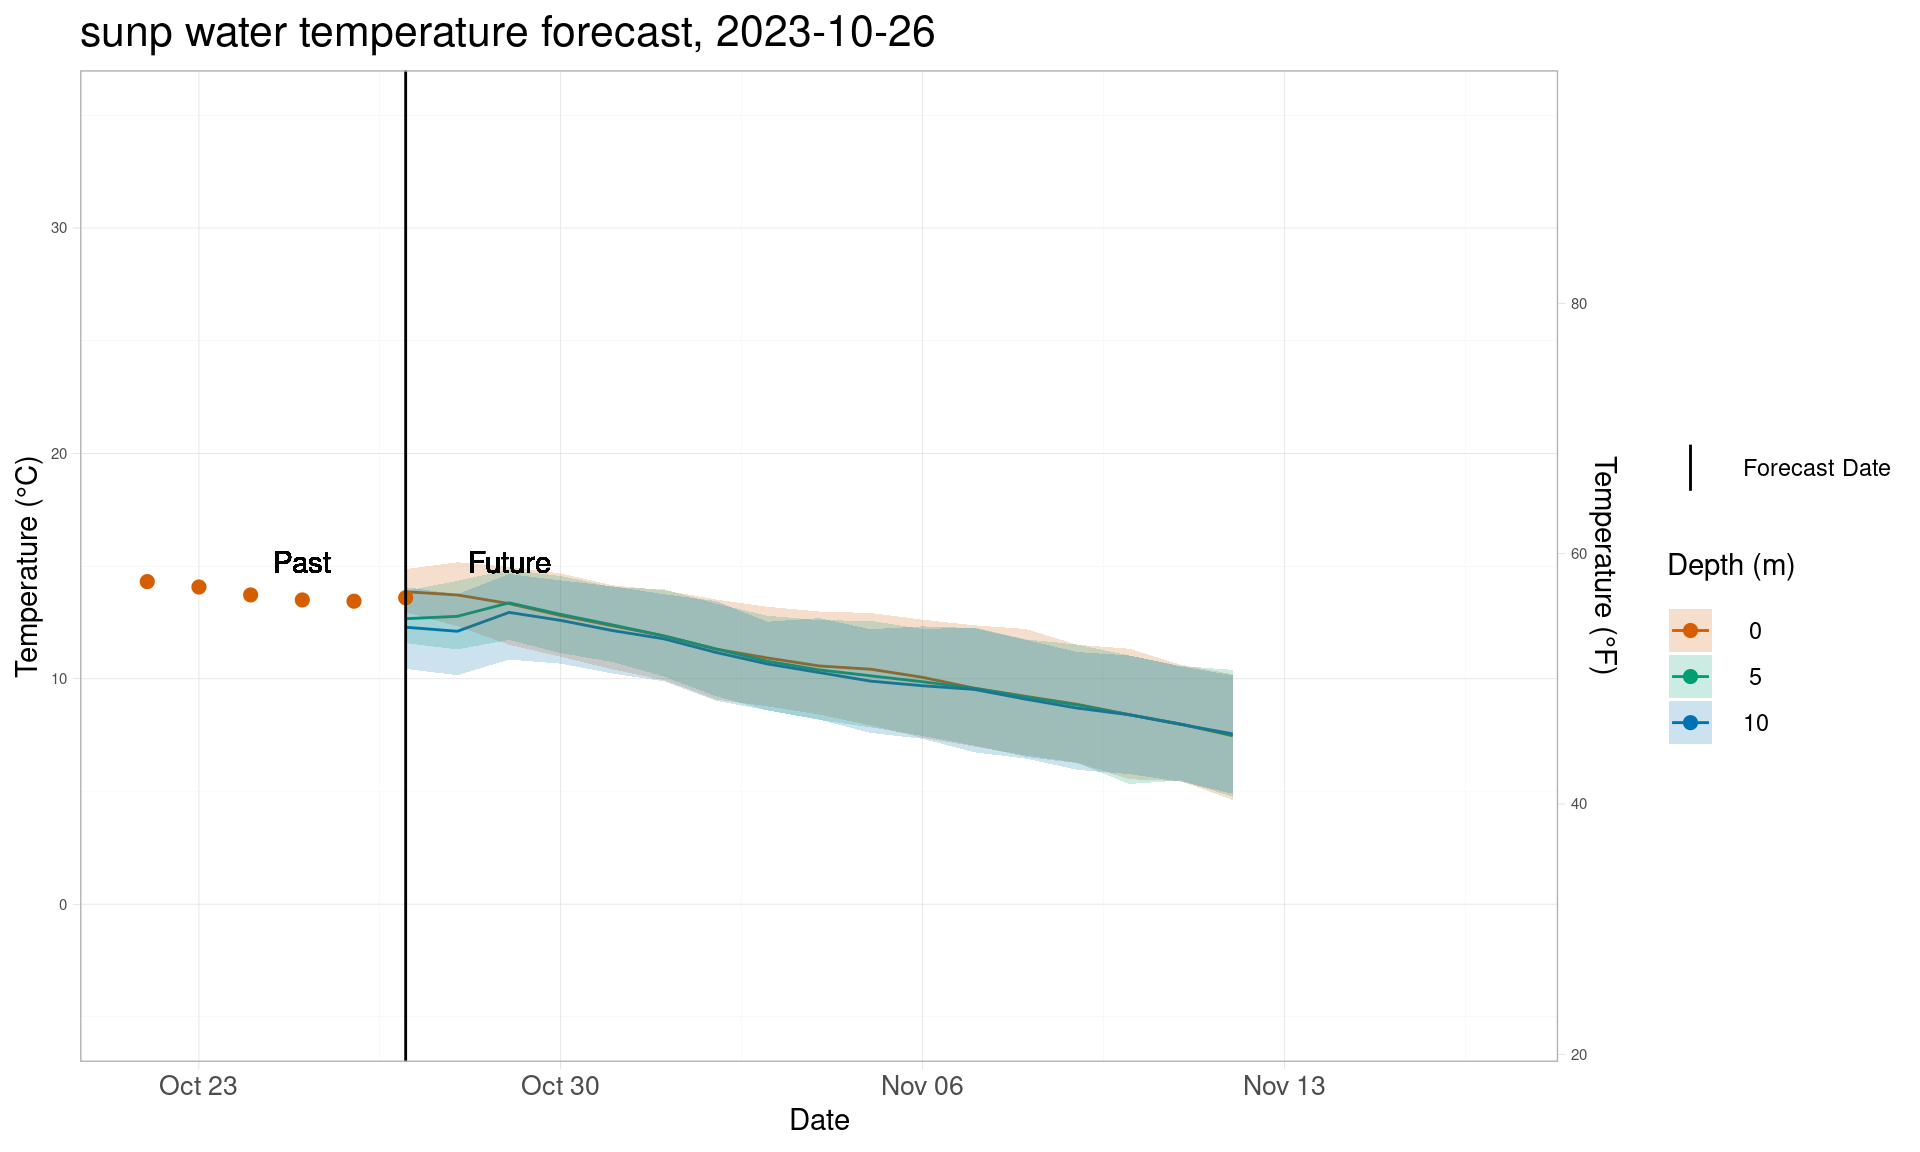 sunp water temperature forecast, 2023-10-26
Temperature (°C)
30
20
10
0
Past
Future
80
60
40
20
Temperature (°F)
Oct 23
Oct 30
Nov 06
Nov 13
Date
Forecast Date
Depth (m)
0
5
10